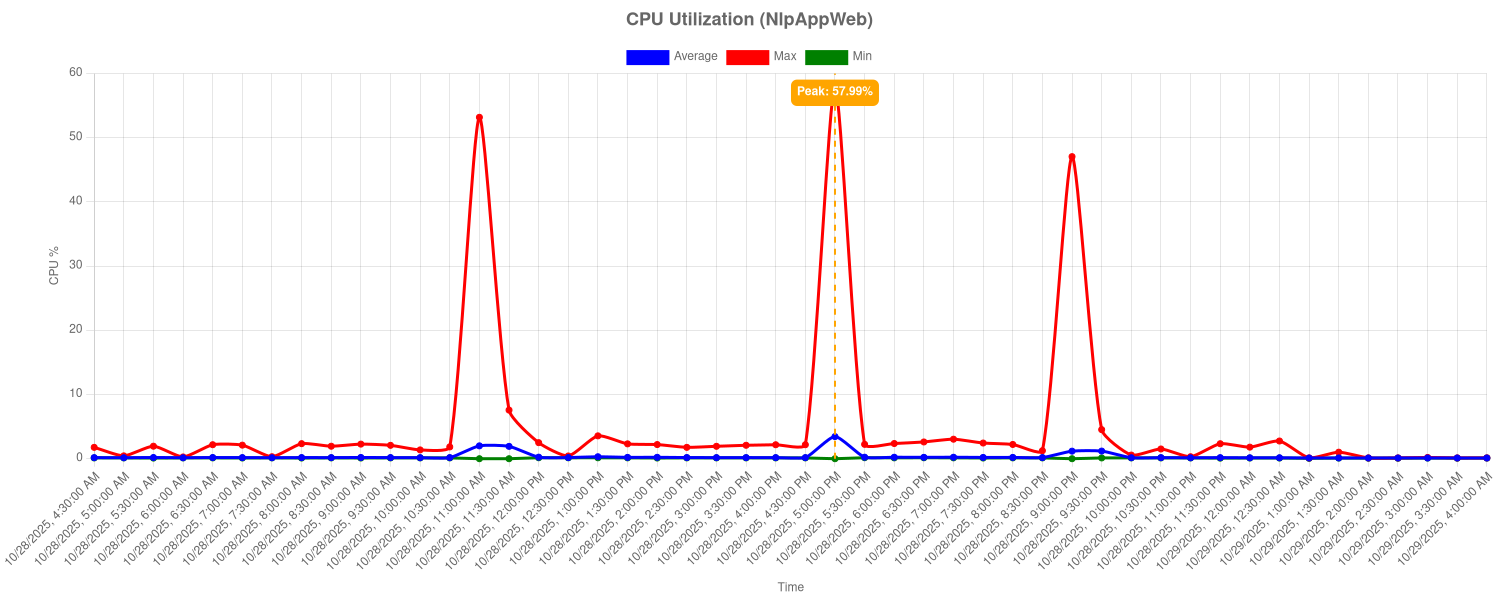 CPU Utilization (NlpAppWeb)
Average Max Min
Peak: 57.99%
60
50
40
30
20
10
0
CPU %
10/28/2025, 4:30:00 AM
10/28/2025, 5:00:00 AM
10/28/2025, 5:30:00 AM
10/28/2025, 6:00:00 AM
10/28/2025, 6:30:00 AM
10/28/2025, 7:00:00 AM
10/28/2025, 7:30:00 AM
10/28/2025, 8:00:00 AM
10/28/2025, 8:30:00 AM
10/28/2025, 9:00:00 AM
10/28/2025, 9:30:00 AM
10/28/2025, 10:00:00 AM
10/28/2025, 10:30:00 AM
10/28/2025, 11:00:00 AM
10/28/2025, 11:30:00 AM
10/28/2025, 12:00:00 PM
10/28/2025, 12:30:00 PM
10/28/2025, 1:00:00 PM
10/28/2025, 1:30:00 PM
10/28/2025, 2:00:00 PM
10/28/2025, 2:30:00 PM
10/28/2025, 3:00:00 PM
10/28/2025, 3:30:00 PM
10/28/2025, 4:00:00 PM
10/28/2025, 4:30:00 PM
10/28/2025, 5:00:00 PM
10/28/2025, 5:30:00 PM
10/28/2025, 6:00:00 PM
10/28/2025, 6:30:00 PM
10/28/2025, 7:00:00 PM
10/28/2025, 7:30:00 PM
10/28/2025, 8:00:00 PM
10/28/2025, 8:30:00 PM
10/28/2025, 9:00:00 PM
10/28/2025, 9:30:00 PM
10/28/2025, 10:00:00 PM
10/28/2025, 10:30:00 PM
10/28/2025, 11:00:00 PM
10/28/2025, 11:30:00 PM
10/29/2025, 12:00:00 AM
10/29/2025, 12:30:00 AM
10/29/2025, 1:00:00 AM
10/29/2025, 1:30:00 AM
10/29/2025, 2:00:00 AM
10/29/2025, 2:30:00 AM
10/29/2025, 3:00:00 AM
10/29/2025, 3:30:00 AM
10/29/2025, 4:00:00 AM
Time